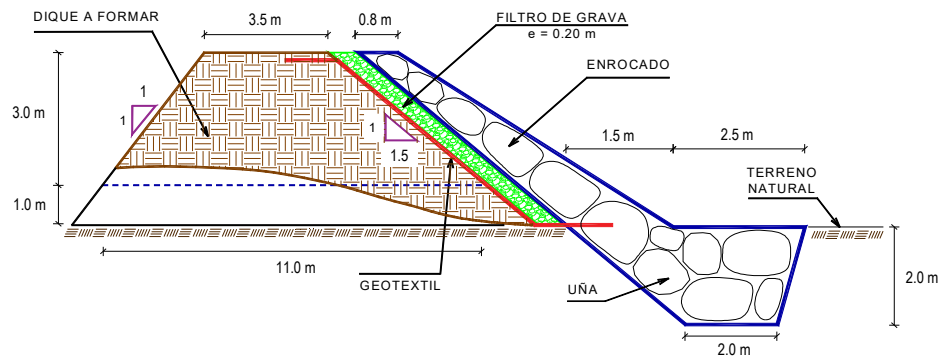 DIQUE A FORMAR
3.5 m
0.8 m
FILTRO DE GRAVA
e = 0.20 m
ENROCADO
3.0 m
1
1
1
1.5
1.5 m
2.5 m
TERRENO
NATURAL
1.0 m
11.0 m
GEOTEXTIL
UÑA
2.0 m
2.0 m